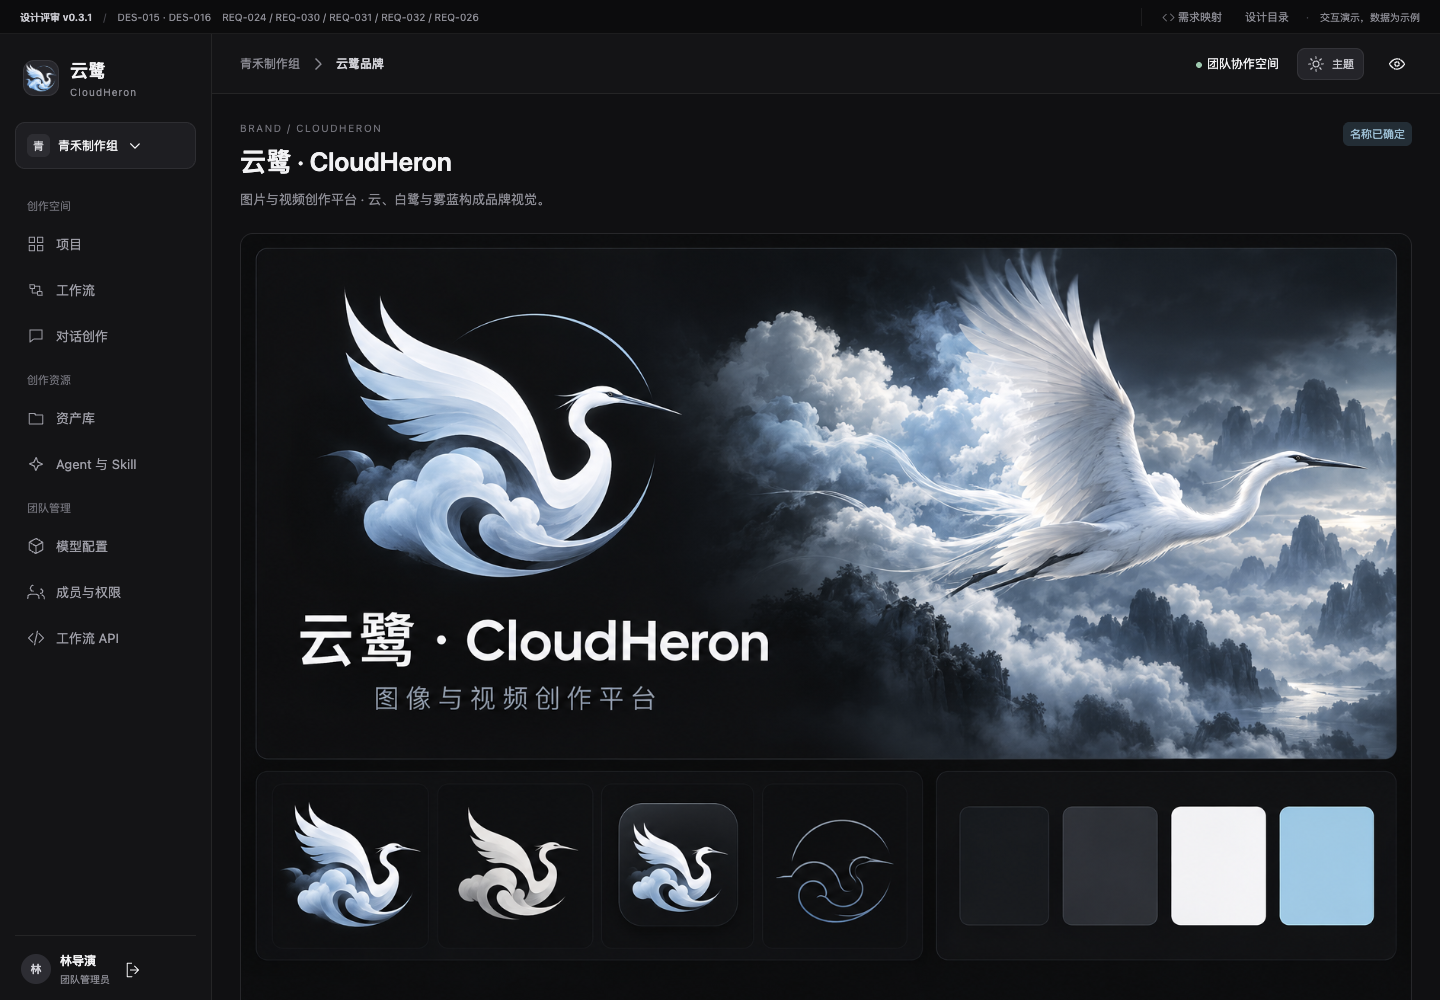 设计评审 v0.3.1 / DES-015 · DES-016 REQ-024 / REQ-030 / REQ-031 / REQ-032 / REQ-026
需求映射 设计目录 · 交互演示，数据为示例
云鹭
CloudHeron
青 青禾制作组
创作空间
项目
工作流
对话创作
创作资源
资产库
Agent 与 Skill
团队管理
模型配置
成员与权限
工作流 API
林 林导演
团队管理员
青禾制作组 云鹭品牌
团队协作空间 主题
BRAND / CLOUDHERON
云鹭 · CloudHeron
图片与视频创作平台 · 云、白鹭与雾蓝构成品牌视觉。
名称已确定
云鹭 · CloudHeron
图像与视频创作平台